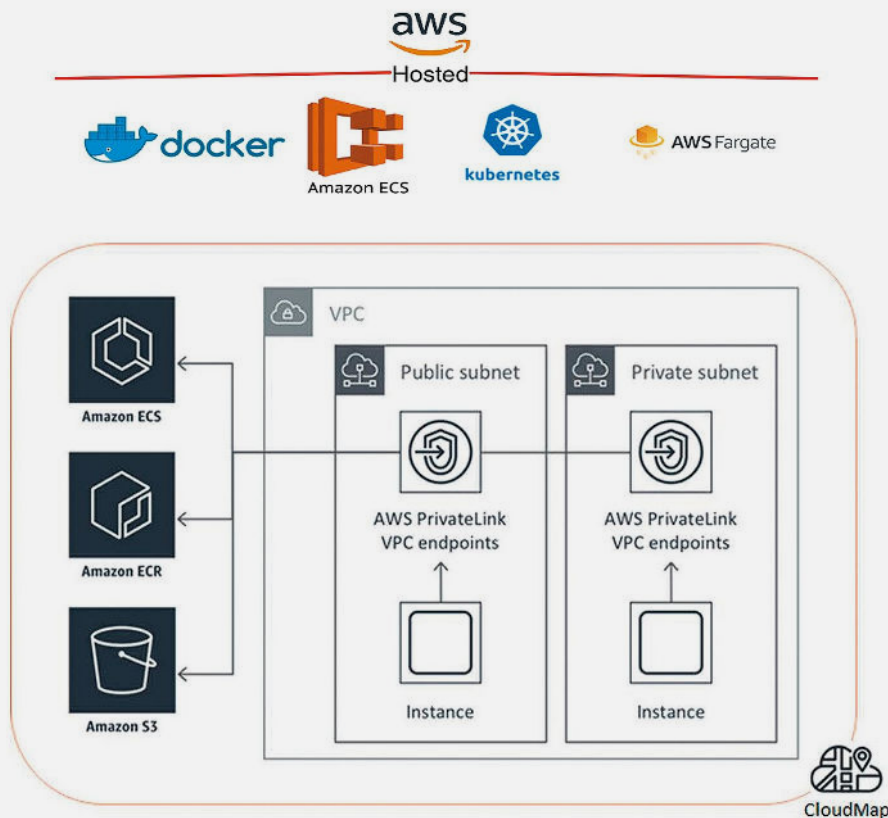 aws
Hosted
docker
Amazon ECS
kubernetes
AWS Fargate
VPC
Public subnet
Private subnet
Amazon ECS
AWS PrivateLink
VPC endpoints
AWS PrivateLink
VPC endpoints
Amazon ECR
Instance
Instance
Amazon S3
CloudMap